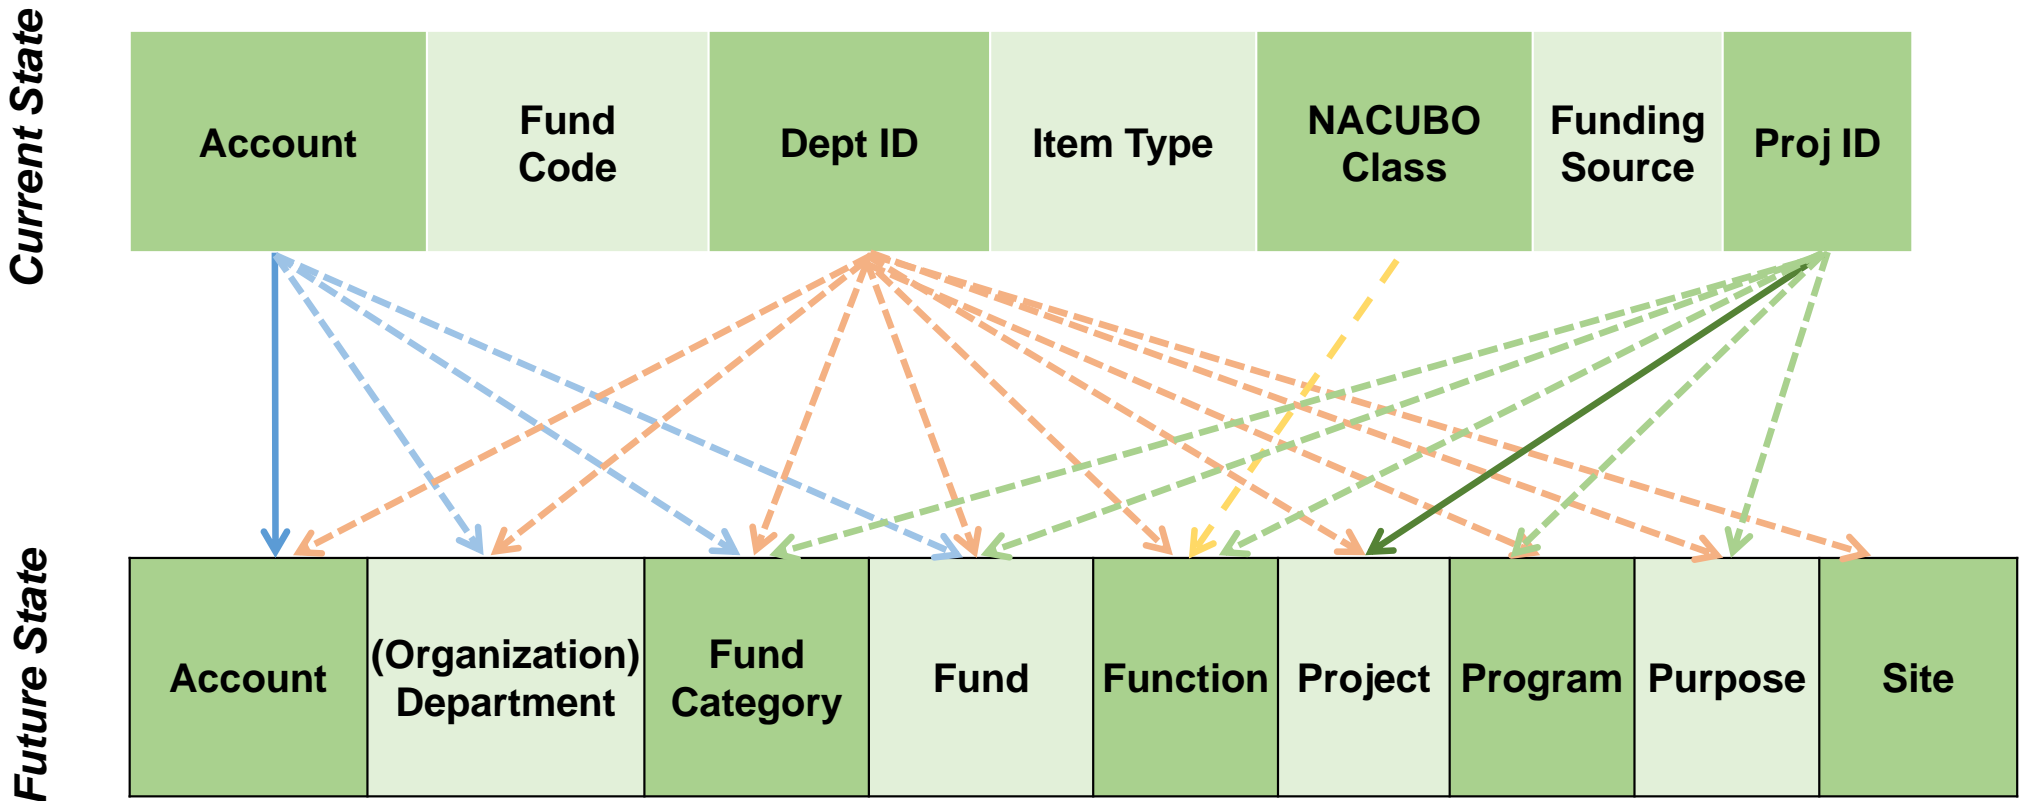 Current State
Account
Fund
Code
Dept ID
Item Type
NACUBO
Class
Funding
Source
Proj ID
Future State
Account
(Organization)
Department
Fund
Category
Fund
Function
Project
Program
Purpose
Site